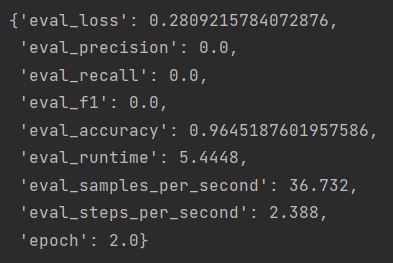 {'eval_loss': 0.2809215784072876,
'eval_precision': 0.0,
'eval_recall': 0.0,
'eval_f1': 0.0,
'eval_accuracy': 0.9645187601957586,
'eval_runtime': 5.4448,
'eval_samples_per_second': 36.732,
'eval_steps_per_second': 2.388,
'epoch': 2.0}